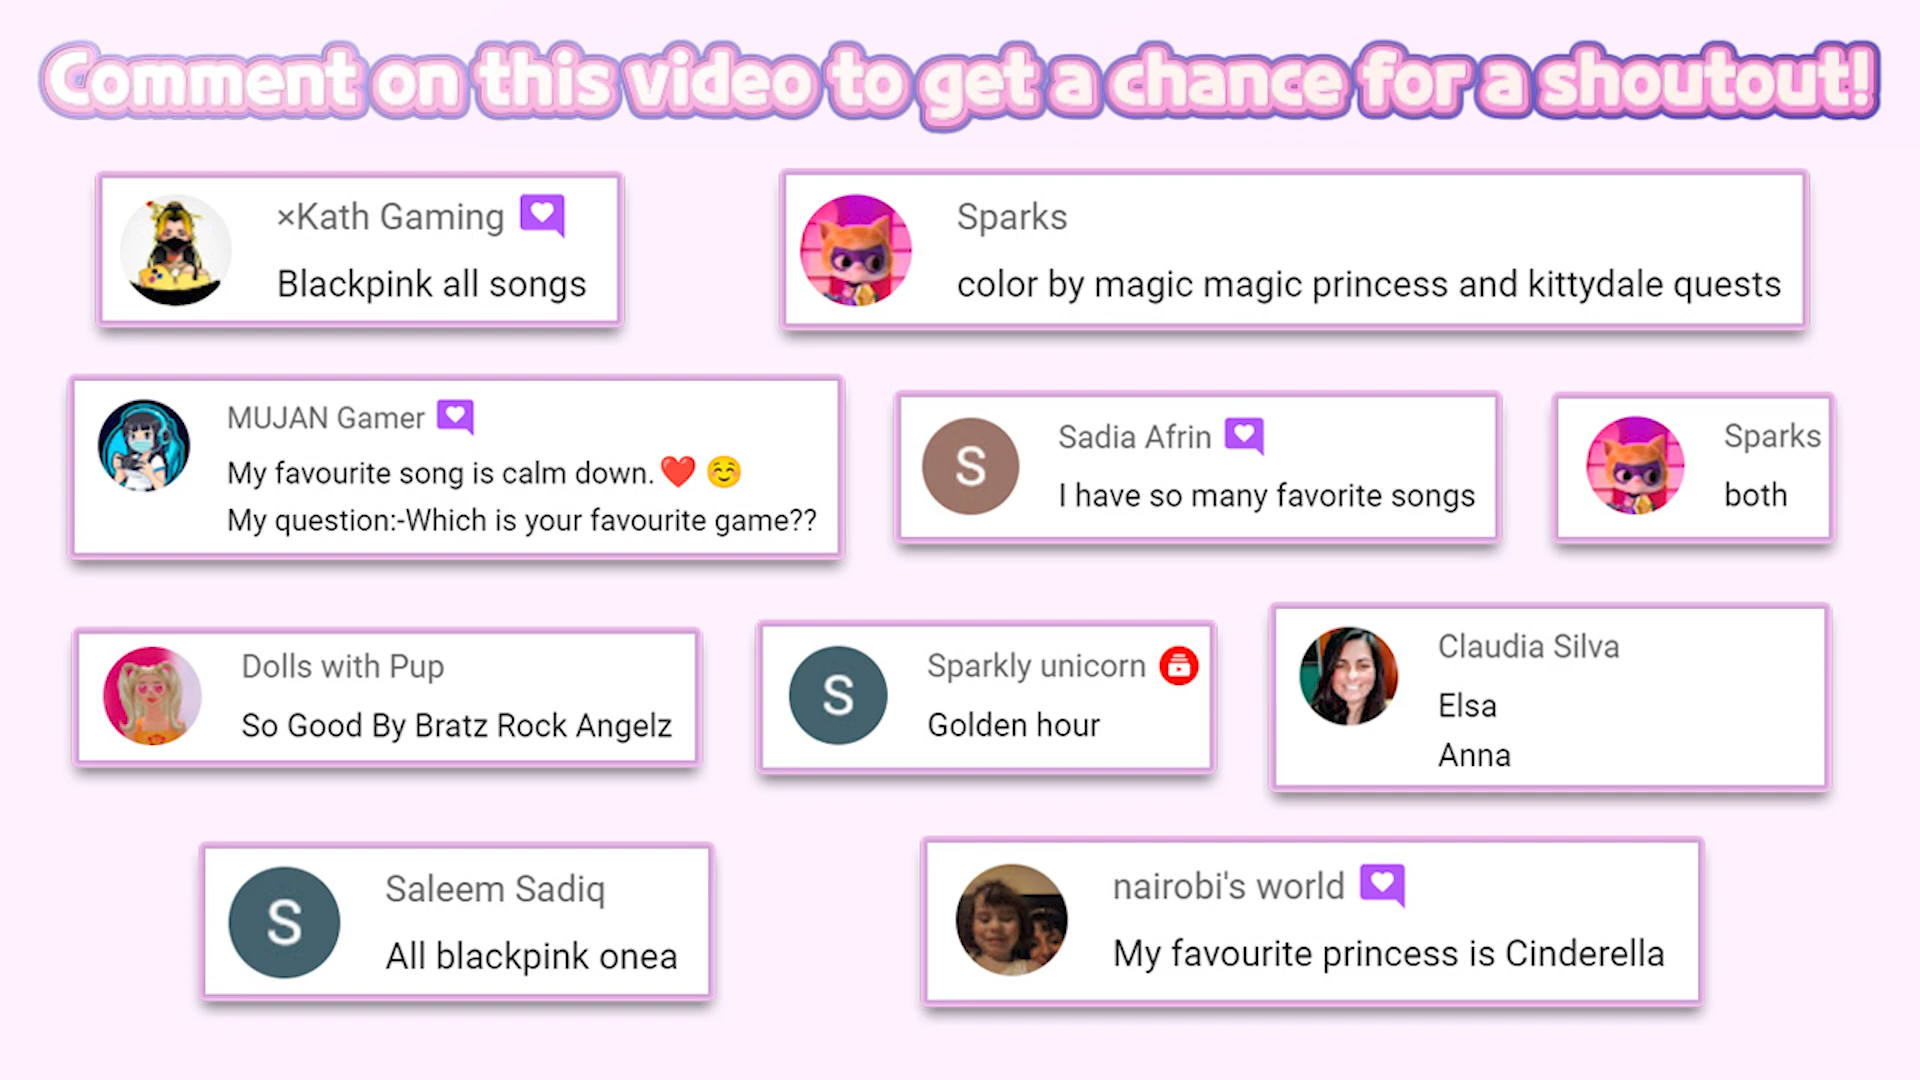 Comment on this video to get a chance for a shoutout!
×Kath Gaming
Blackpink all songs
Sparks
color by magic magic princess and kittydale quests
MUJAN Gamer
My favourite song is calm down.❤️ ☺️
My question:-Which is your favourite game??
S
Sadia Afrin
I have so many favorite songs
Sparks
both
Dolls with Pup
So Good By Bratz Rock Angelz
S
Sparkly unicorn
Golden hour
Claudia Silva
Elsa
Anna
S
Saleem Sadiq
All blackpink onea
nairobi's world
My favourite princess is Cinderella